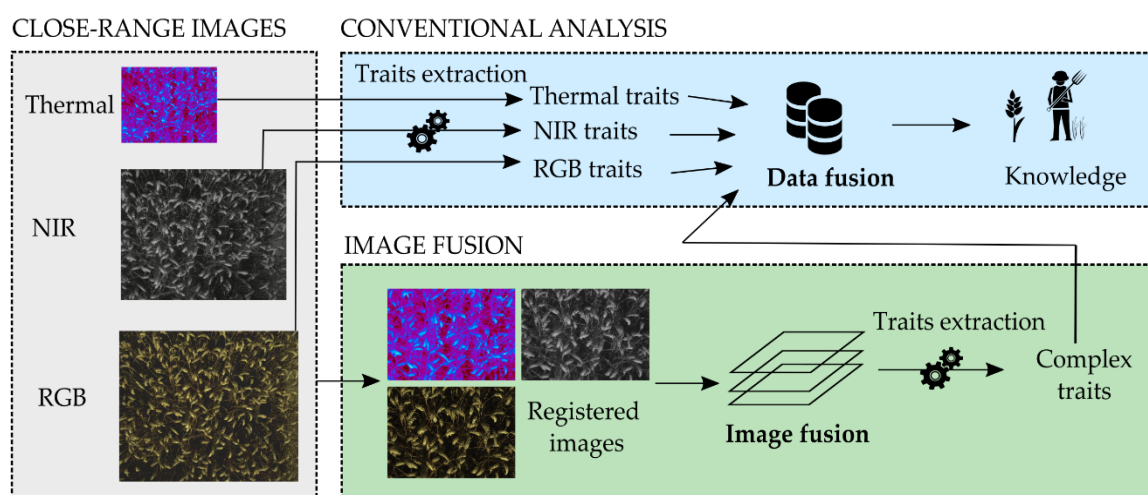 CLOSE-RANGE IMAGES
Thermal
NIR
RGB
CONVENTIONAL ANALYSIS
Traits extraction
Thermal traits
NIR traits
RGB traits
Data fusion
Knowledge
IMAGE FUSION
Registered
images
Image fusion
Traits extraction
Complex
traits